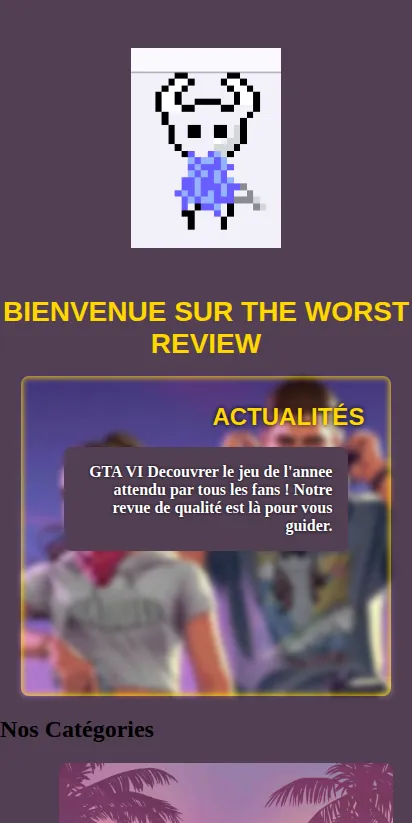 BIENVENUE SUR THE WORST
REVIEW
ACTUALITÉS
GTA VI Decouvrer le jeu de l'annee
attendu par tous les fans ! Notre
revue de qualité est là pour vous
guider.
Nos Catégories